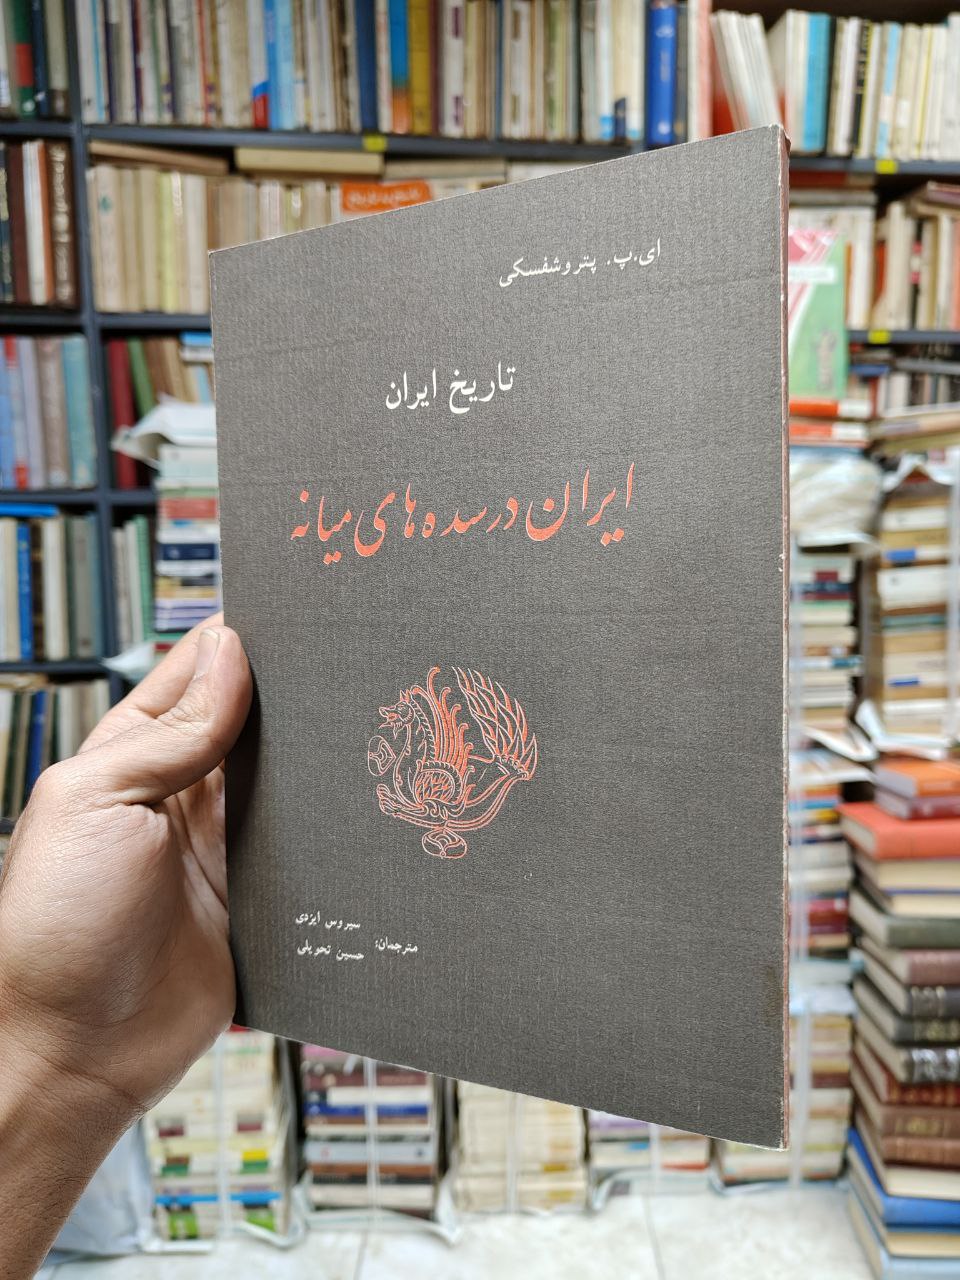 ای.پ. پتروشفسکی
تاریخ ایران
ایران در سده‌های میانه
مترجمان:
سیروس ایزدی
حسین تحویلی